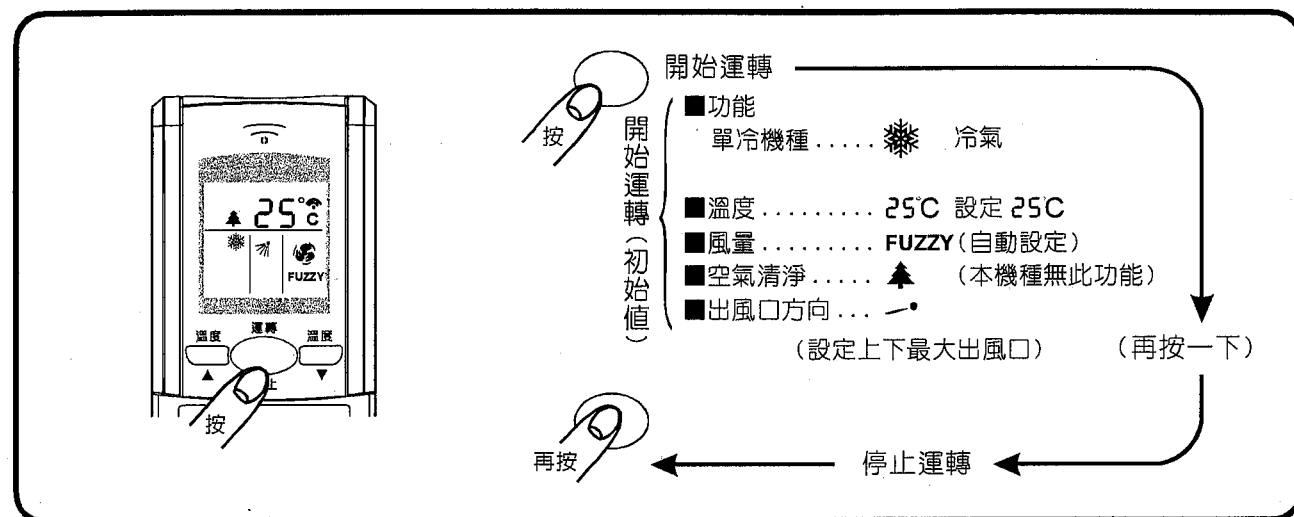 25℃
FUZZY
溫度
運轉
溫度
▲
止
▼
按
按
開始運轉
開始運轉(初始值)
■功能
單冷機種..... 冷氣
■溫度......... 25℃ 設定 25℃
■風量......... FUZZY(自動設定)
■空氣清淨..... (本機種無此功能)
■出風口方向...
(設定上下最大出風口)
(再按一下)
停止運轉
再按